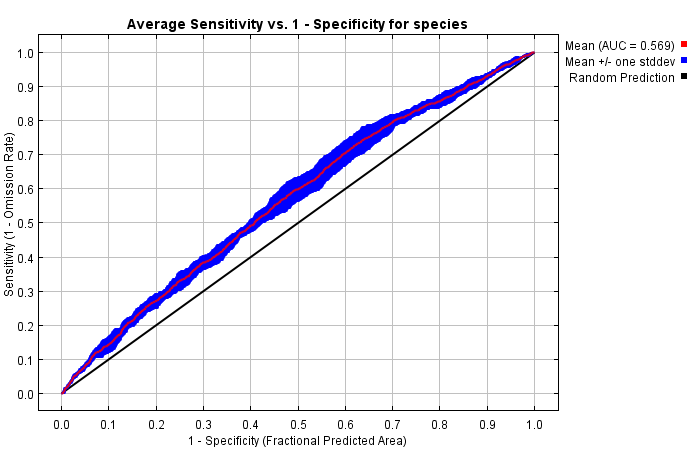 Average Sensitivity vs. 1 - Specificity for species
Mean (AUC = 0.569)
Mean +/- one stddev
Random Prediction
Sensitivity (1 - Omission Rate)
1.0
0.9
0.8
0.7
0.6
0.5
0.4
0.3
0.2
0.1
0.0
0.0 0.1 0.2 0.3 0.4 0.5 0.6 0.7 0.8 0.9 1.0
1 - Specificity (Fractional Predicted Area)